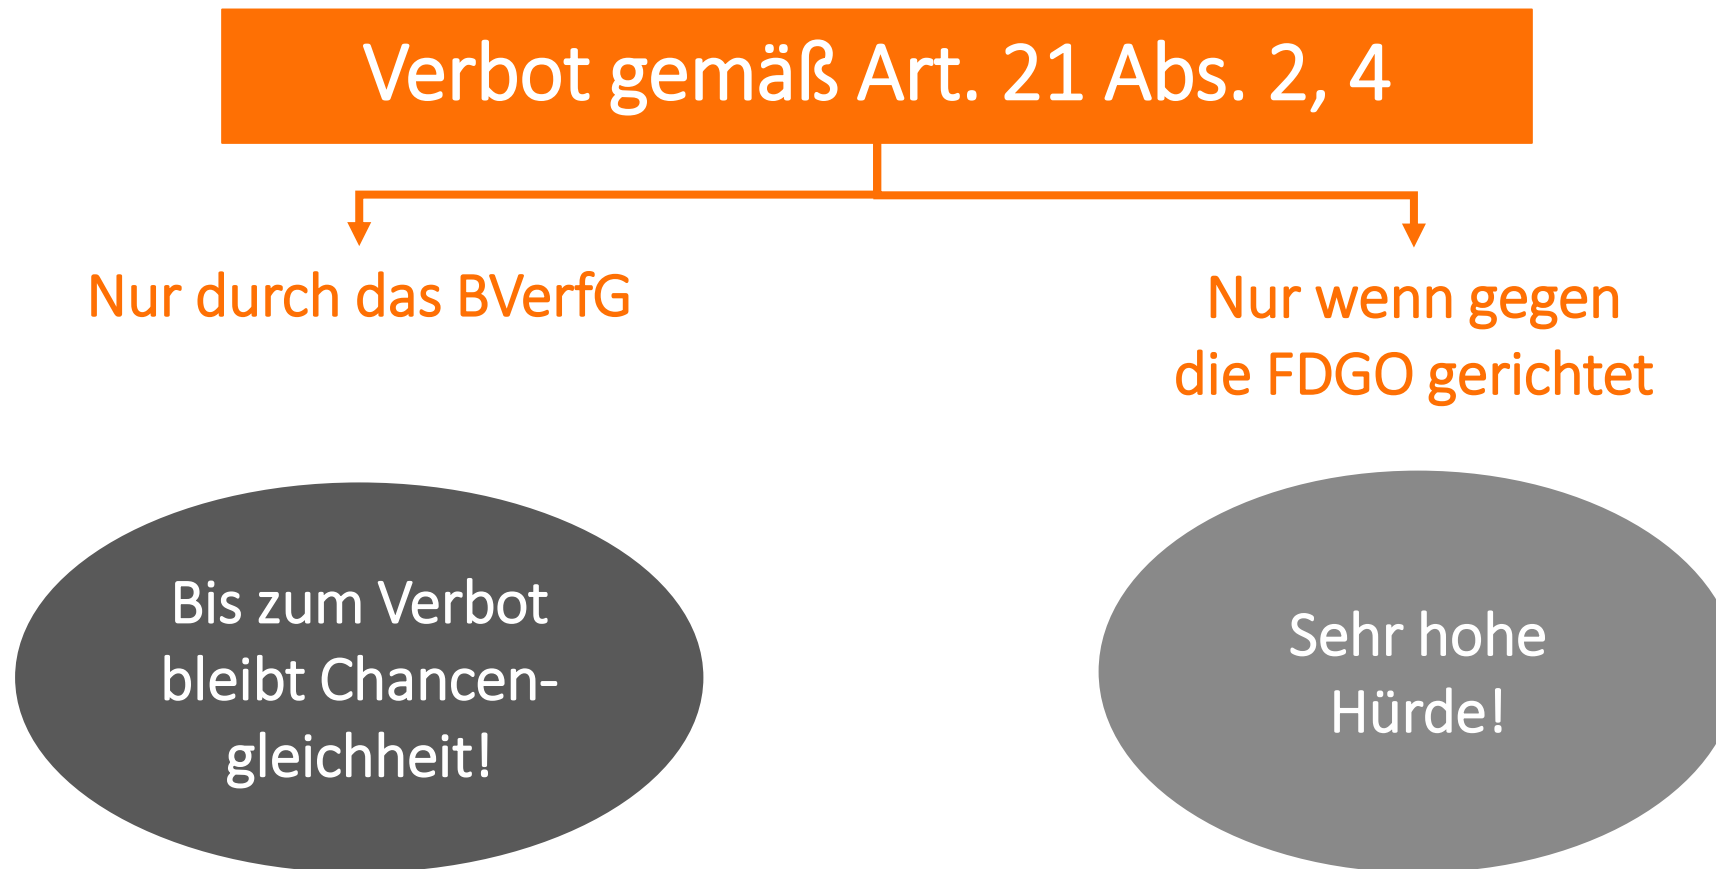 Verbot gemäß Art. 21 Abs. 2, 4
Nur durch das BVerfG
Nur wenn gegen
die FDGO gerichtet
Bis zum Verbot
bleibt Chancen-
gleichheit!
Sehr hohe
Hürde!